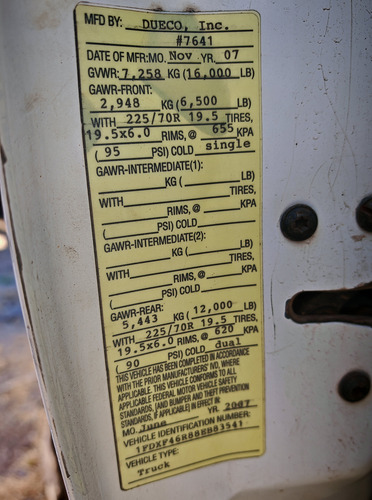 MFD BY: DUECO, Inc.
#7641
DATE OF MFR:MO. Nov YR. 07
GVWR: 7,258 KG (16,000 LB)
GAWR-FRONT:
2,948 KG (6,500 LB)
WITH 225/70R 19.5 TIRES,
19.5x6.0 RIMS, @ 655 KPA
( 95 PSI) COLD single
GAWR-INTERMEDIATE(1):
KG ( LB)
WITH TIRES,
RIMS, @ KPA
( PSI) COLD
GAWR-INTERMEDIATE(2):
KG ( LB)
WITH TIRES,
RIMS, @ KPA
( PSI) COLD
GAWR-REAR:
5,443 KG ( 12,000 LB)
WITH 225/70R 19.5 TIRES,
19.5x6.0 RIMS, @ 620 KPA
( 90 PSI) COLD dual
THIS VEHICLE HAS BEEN COMPLETED IN ACCORDANCE
WITH THE PRIOR MANUFACTURERS' IVD, WHERE
APPLICABLE. THIS VEHICLE CONFORMS TO ALL
APPLICABLE FEDERAL MOTOR VEHICLE SAFETY
STANDARDS, [AND BUMPER AND THEFT PREVENTION
STANDARDS, IF APPLICABLE] IN EFFECT IN:
MO. June YR. 2007
VEHICLE IDENTIFICATION NUMBER:
1FDXF46R88EB83541
VEHICLE TYPE:
Truck